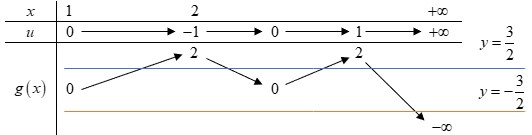 x 1 2 +∞
u 0 −1 0 1 +∞
y = 3/2
2 2
g(x) 0 0
y = −3/2
−∞